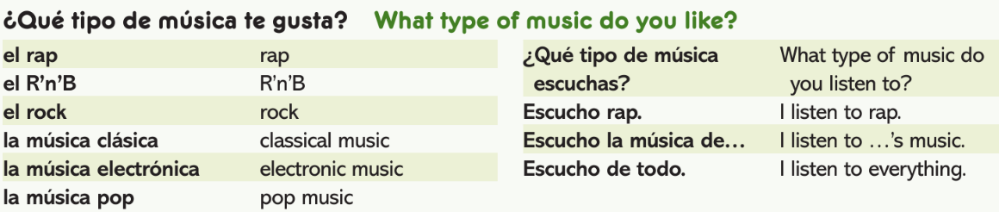 ¿Qué tipo de música te gusta? What type of music do you like?
el rap rap
el R’n’B R’n’B
el rock rock
la música clásica classical music
la música electrónica electronic music
la música pop pop music
¿Qué tipo de música What type of music do
escuchas? you listen to?
Escucho rap. I listen to rap.
Escucho la música de… I listen to …’s music.
Escucho de todo. I listen to everything.